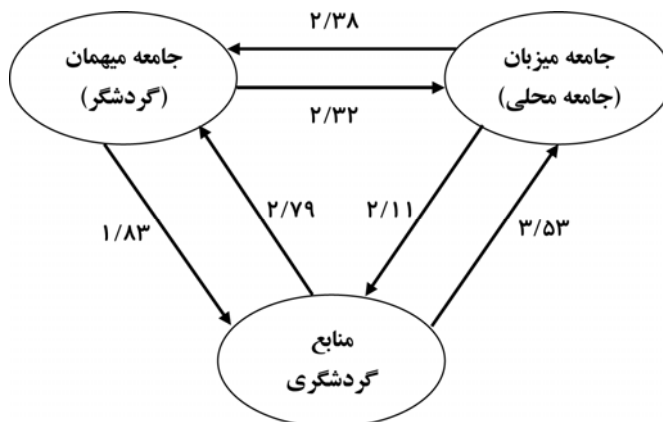 ۲/۳۸
جامعه میزبان
(جامعه محلی)
جامعه میهمان
(گردشگر)
۲/۳۲
۳/۵۳
۲/۱۱
۲/۷۹
۱/۸۳
منابع
گردشگری